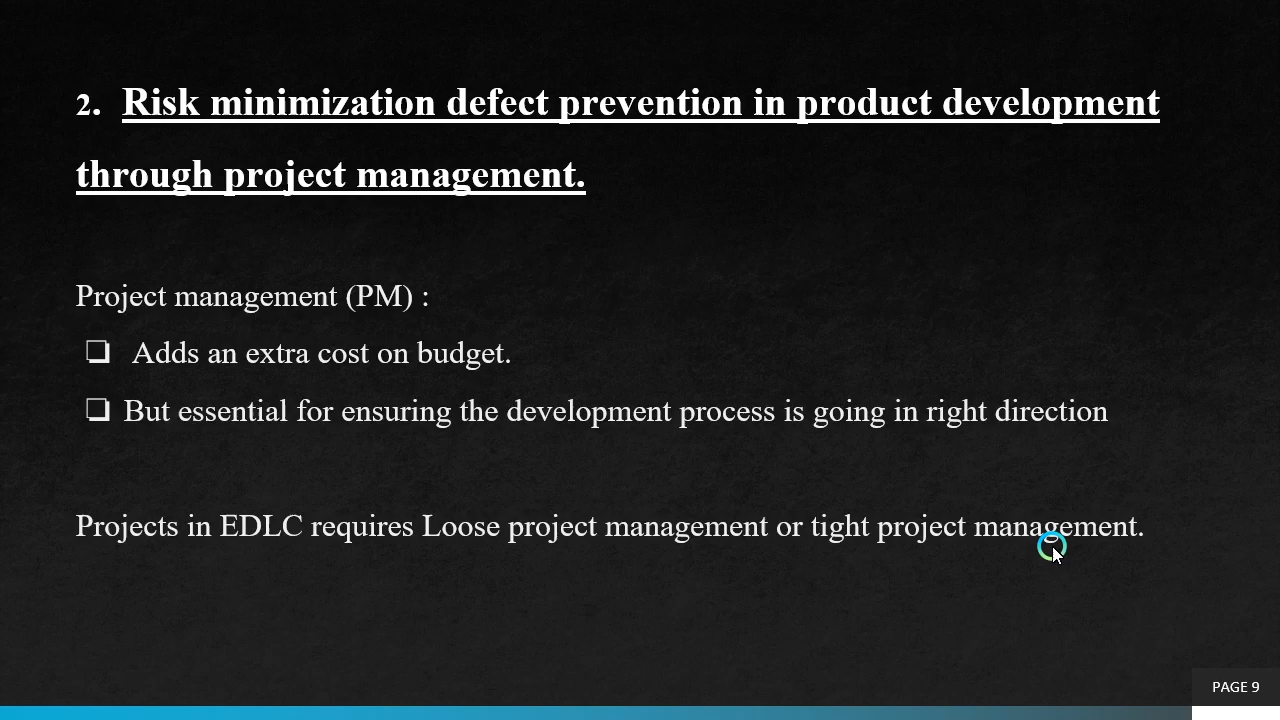 2. Risk minimization defect prevention in product development
through project management.
Project management (PM) :
❏ Adds an extra cost on budget.
❏ But essential for ensuring the development process is going in right direction
Projects in EDLC requires Loose project management or tight project management.
PAGE 9